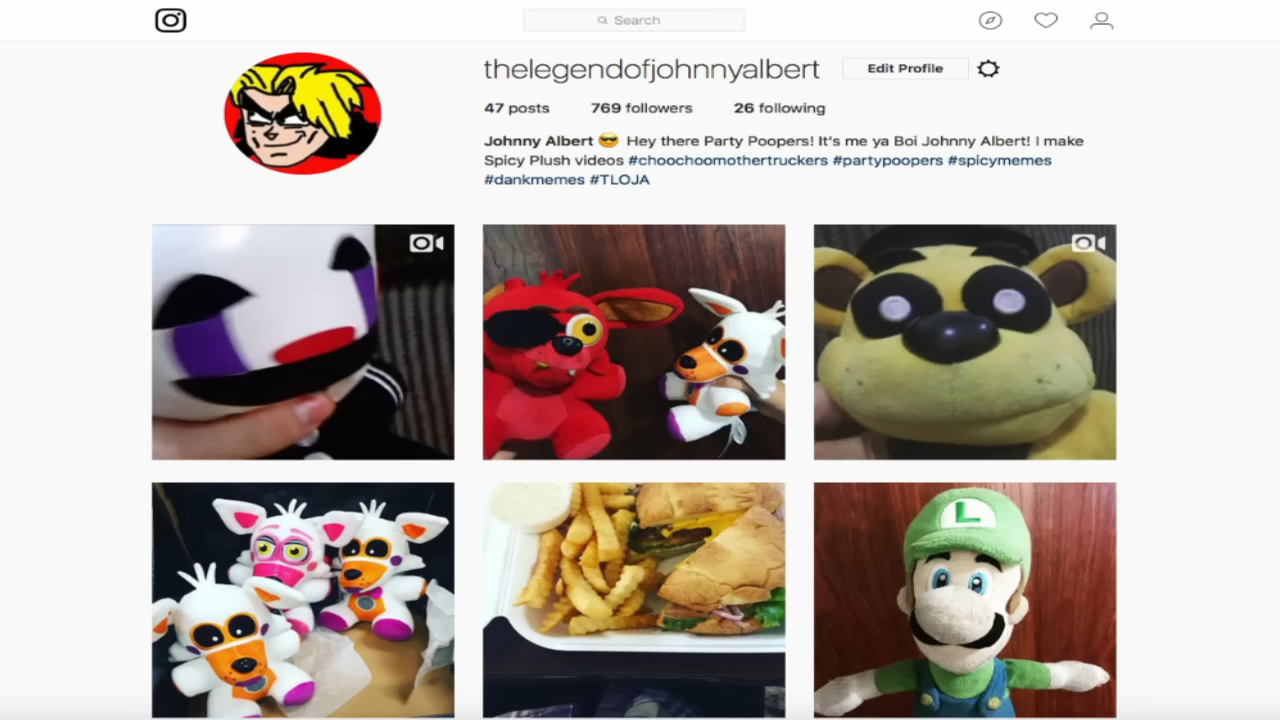 Search
thelegendofjohnnyalbert
Edit Profile
47 posts 769 followers 26 following
Johnny Albert 😎 Hey there Party Poopers! It's me ya Boi Johnny Albert! I make
Spicy Plush videos #choochoomothertruckers #partypoopers #spicymemes
#dankmemes #TLOJA
L